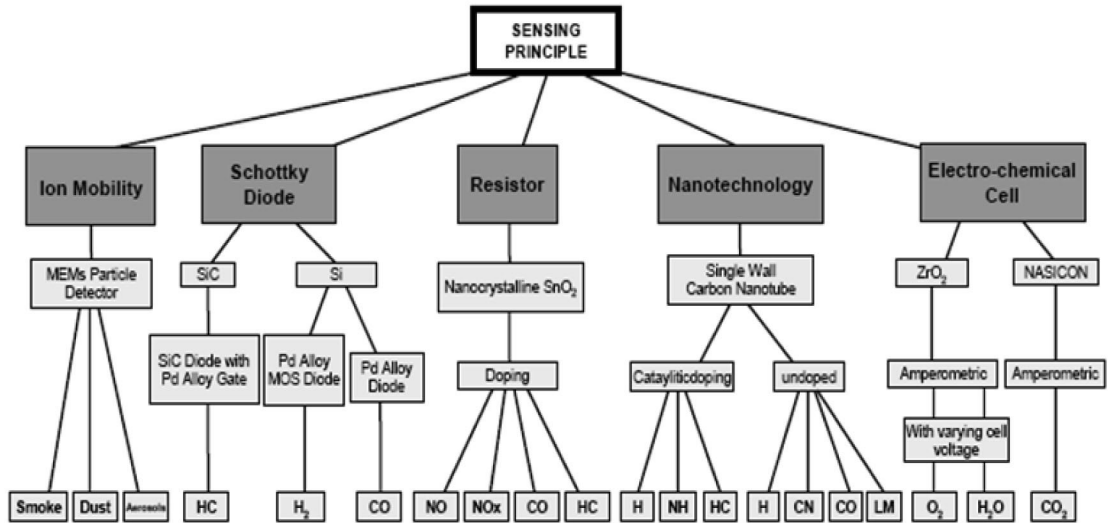 SENSING
PRINCIPLE
Ion Mobility
Schottky
Diode
Resistor
Nanotechnology
Electro-chemical
Cell
MEMs Particle
Detector
SiC
Si
Nanocrystalline SnO₂
Single Wall
Carbon Nanotube
ZrO₂
NASICON
SiC Diode with
Pd Alloy Gate
Pd Alloy
MOS Diode
Pd Alloy
Diode
Doping
Catayliticdoping
undoped
Amperometric
Amperometric
With varying cell
voltage
Smoke
Dust
Aerosols
HC
H₂
CO
NO
NOx
CO
HC
H
NH
HC
H
CN
CO
LM
O₂
H₂O
CO₂